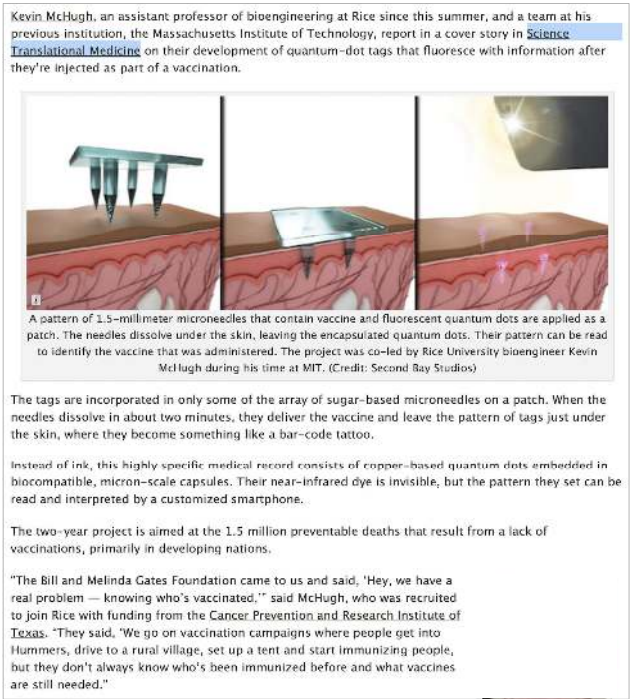 Kevin McHugh, an assistant professor of bioengineering at Rice since this summer, and a team at his
previous institution, the Massachusetts Institute of Technology, report in a cover story in Science
Translational Medicine on their development of quantum-dot tags that fluoresce with information after
they're injected as part of a vaccination.
A pattern of 1.5-millimeter microneedles that contain vaccine and fluorescent quantum dots are applied as a
patch. The needles dissolve under the skin, leaving the encapsulated quantum dots. Their pattern can be read
to identify the vaccine that was administered. The project was co-led by Rice University bioengineer Kevin
McHugh during his time at MIT. (Credit: Second Bay Studios)
The tags are incorporated in only some of the array of sugar-based microneedles on a patch. When the
needles dissolve in about two minutes, they deliver the vaccine and leave the pattern of tags just under
the skin, where they become something like a bar-code tattoo.
Instead of ink, this highly specific medical record consists of copper-based quantum dots embedded in
biocompatible, micron-scale capsules. Their near-infrared dye is invisible, but the pattern they set can be
read and interpreted by a customized smartphone.
The two-year project is aimed at the 1.5 million preventable deaths that result from a lack of
vaccinations, primarily in developing nations.
"The Bill and Melinda Gates Foundation came to us and said, 'Hey, we have a
real problem — knowing who's vaccinated,'" said McHugh, who was recruited
to join Rice with funding from the Cancer Prevention and Research Institute of
Texas. "They said, 'We go on vaccination campaigns where people get into
Hummers, drive to a rural village, set up a tent and start immunizing people,
but they don't always know who's been immunized before and what vaccines
are still needed."